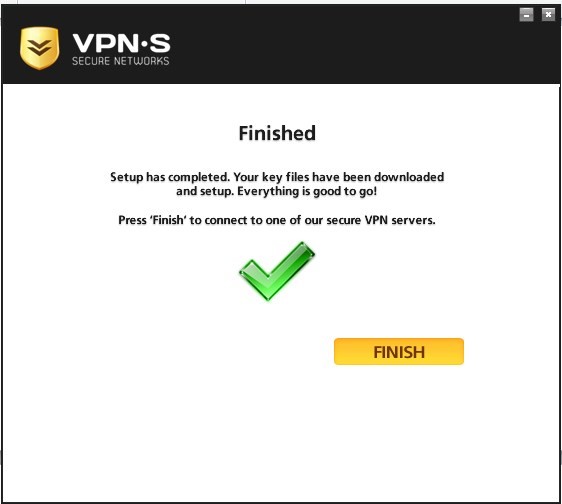 VPN·S
SECURE NETWORKS
Finished
Setup has completed. Your key files have been downloaded
and setup. Everything is good to go!
Press 'Finish' to connect to one of our secure VPN servers.
FINISH